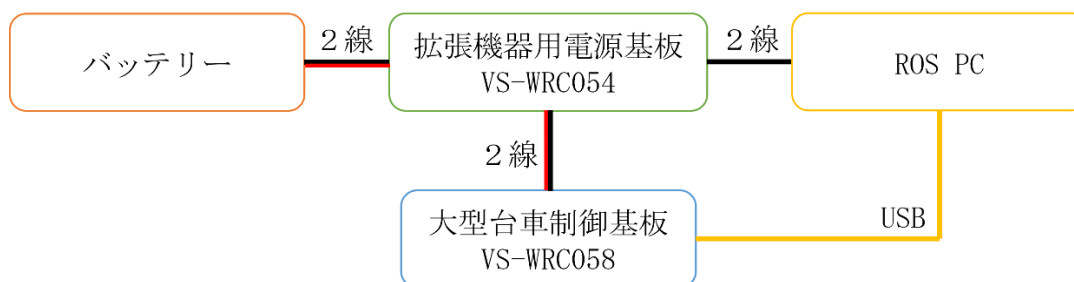 バッテリー
2線
拡張機器用電源基板
VS-WRC054
2線
ROS PC
2線
大型台車制御基板
VS-WRC058
USB